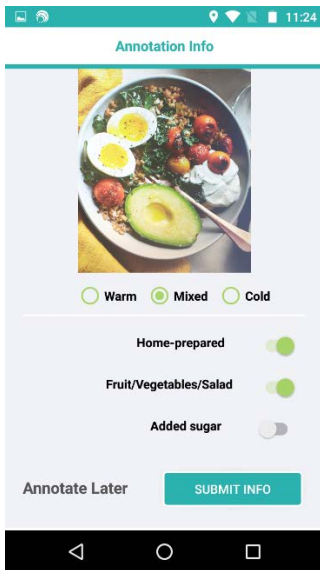 11:24
Annotation Info
Warm Mixed Cold
Home-prepared
Fruit/Vegetables/Salad
Added sugar
Annotate Later SUBMIT INFO